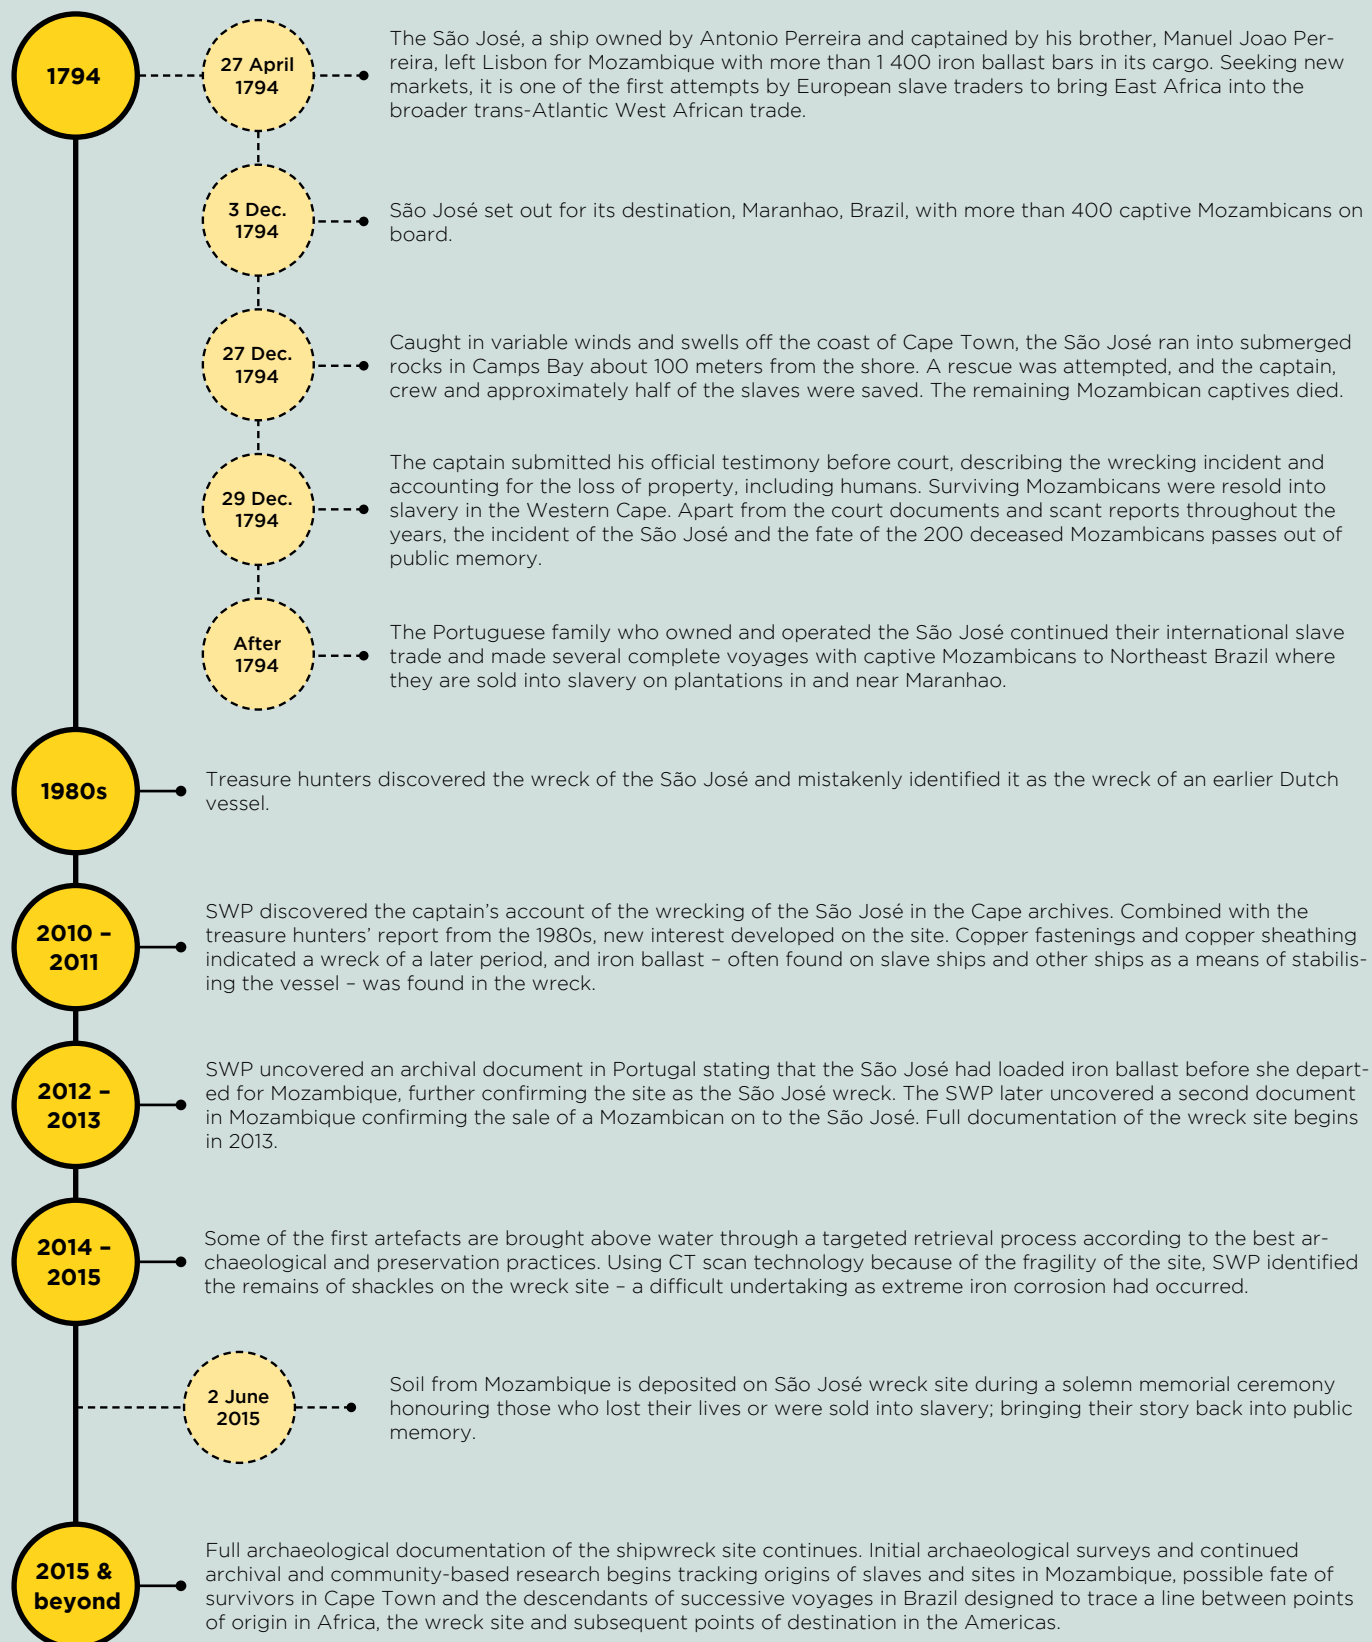 1794
27 April
1794
The São José, a ship owned by Antonio Perreira and captained by his brother, Manuel Joao Per-
reira, left Lisbon for Mozambique with more than 1 400 iron ballast bars in its cargo. Seeking new
markets, it is one of the first attempts by European slave traders to bring East Africa into the
broader trans-Atlantic West African trade.
3 Dec.
1794
São José set out for its destination, Maranhao, Brazil, with more than 400 captive Mozambicans on
board.
27 Dec.
1794
Caught in variable winds and swells off the coast of Cape Town, the São José ran into submerged
rocks in Camps Bay about 100 meters from the shore. A rescue was attempted, and the captain,
crew and approximately half of the slaves were saved. The remaining Mozambican captives died.
29 Dec.
1794
The captain submitted his official testimony before court, describing the wrecking incident and
accounting for the loss of property, including humans. Surviving Mozambicans were resold into
slavery in the Western Cape. Apart from the court documents and scant reports throughout the
years, the incident of the São José and the fate of the 200 deceased Mozambicans passes out of
public memory.
After
1794
The Portuguese family who owned and operated the São José continued their international slave
trade and made several complete voyages with captive Mozambicans to Northeast Brazil where
they are sold into slavery on plantations in and near Maranhao.
1980s
Treasure hunters discovered the wreck of the São José and mistakenly identified it as the wreck of an earlier Dutch
vessel.
2010 –
2011
SWP discovered the captain's account of the wrecking of the São José in the Cape archives. Combined with the
treasure hunters' report from the 1980s, new interest developed on the site. Copper fastenings and copper sheathing
indicated a wreck of a later period, and iron ballast – often found on slave ships and other ships as a means of stabilis-
ing the vessel – was found in the wreck.
2012 –
2013
SWP uncovered an archival document in Portugal stating that the São José had loaded iron ballast before she depart-
ed for Mozambique, further confirming the site as the São José wreck. The SWP later uncovered a second document
in Mozambique confirming the sale of a Mozambican on to the São José. Full documentation of the wreck site begins
in 2013.
2014 –
2015
Some of the first artefacts are brought above water through a targeted retrieval process according to the best ar-
chaeological and preservation practices. Using CT scan technology because of the fragility of the site, SWP identified
the remains of shackles on the wreck site – a difficult undertaking as extreme iron corrosion had occurred.
2 June
2015
Soil from Mozambique is deposited on São José wreck site during a solemn memorial ceremony
honouring those who lost their lives or were sold into slavery; bringing their story back into public
memory.
2015 &
beyond
Full archaeological documentation of the shipwreck site continues. Initial archaeological surveys and continued
archival and community-based research begins tracking origins of slaves and sites in Mozambique, possible fate of
survivors in Cape Town and the descendants of successive voyages in Brazil designed to trace a line between points
of origin in Africa, the wreck site and subsequent points of destination in the Americas.